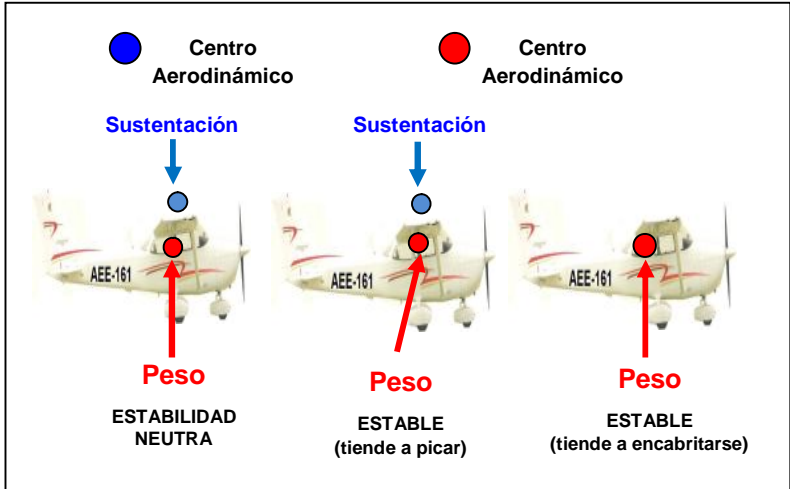 Centro
Aerodinámico
Centro
Aerodinámico
Sustentación
Sustentación
AEE-161
AEE-161
AEE-161
Peso
Peso
Peso
ESTABILIDAD
NEUTRA
ESTABLE
(tiende a picar)
ESTABLE
(tiende a encabritarse)